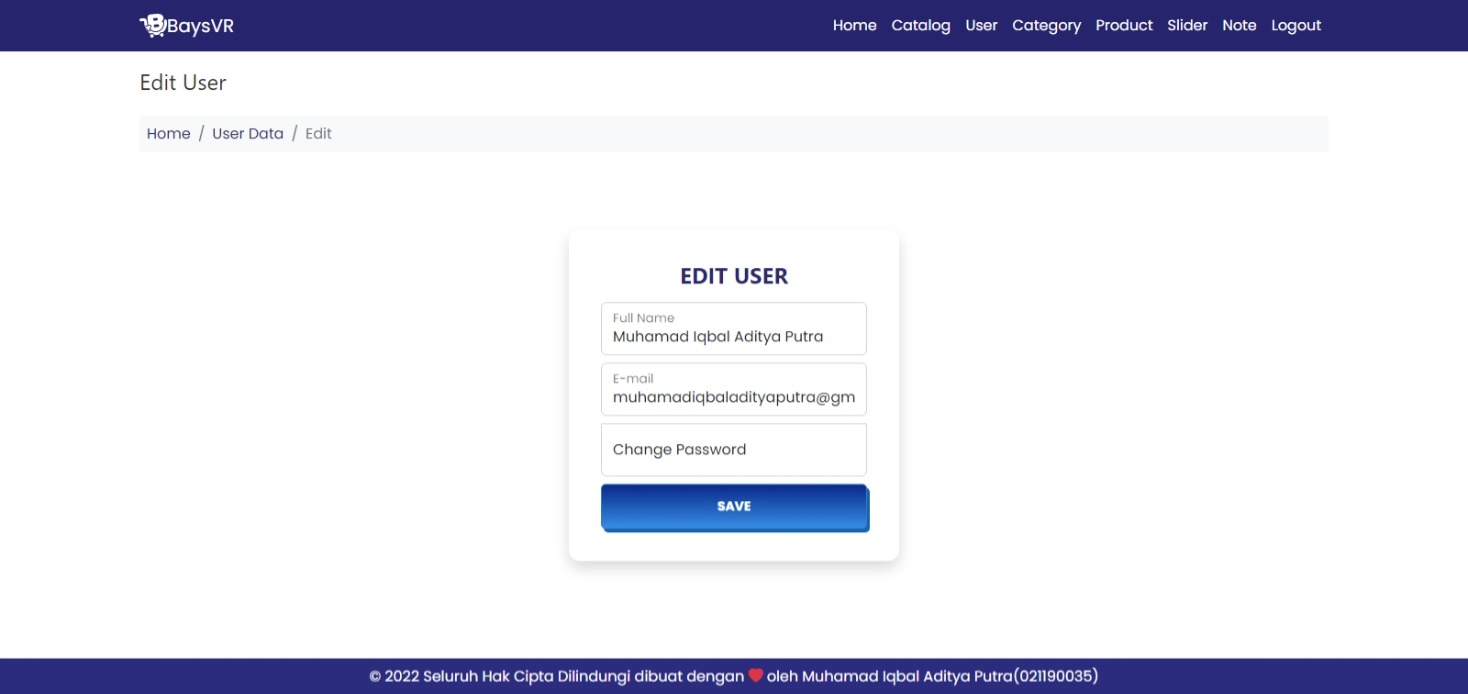 BaysVR Home Catalog User Category Product Slider Note Logout
Edit User
Home / User Data / Edit
EDIT USER
Full Name
Muhamad Iqbal Aditya Putra
E-mail
muhamadiqbaladityaputra@gm
Change Password
SAVE
© 2022 Seluruh Hak Cipta Dilindungi dibuat dengan ❤ oleh Muhamad Iqbal Aditya Putra(021190035)